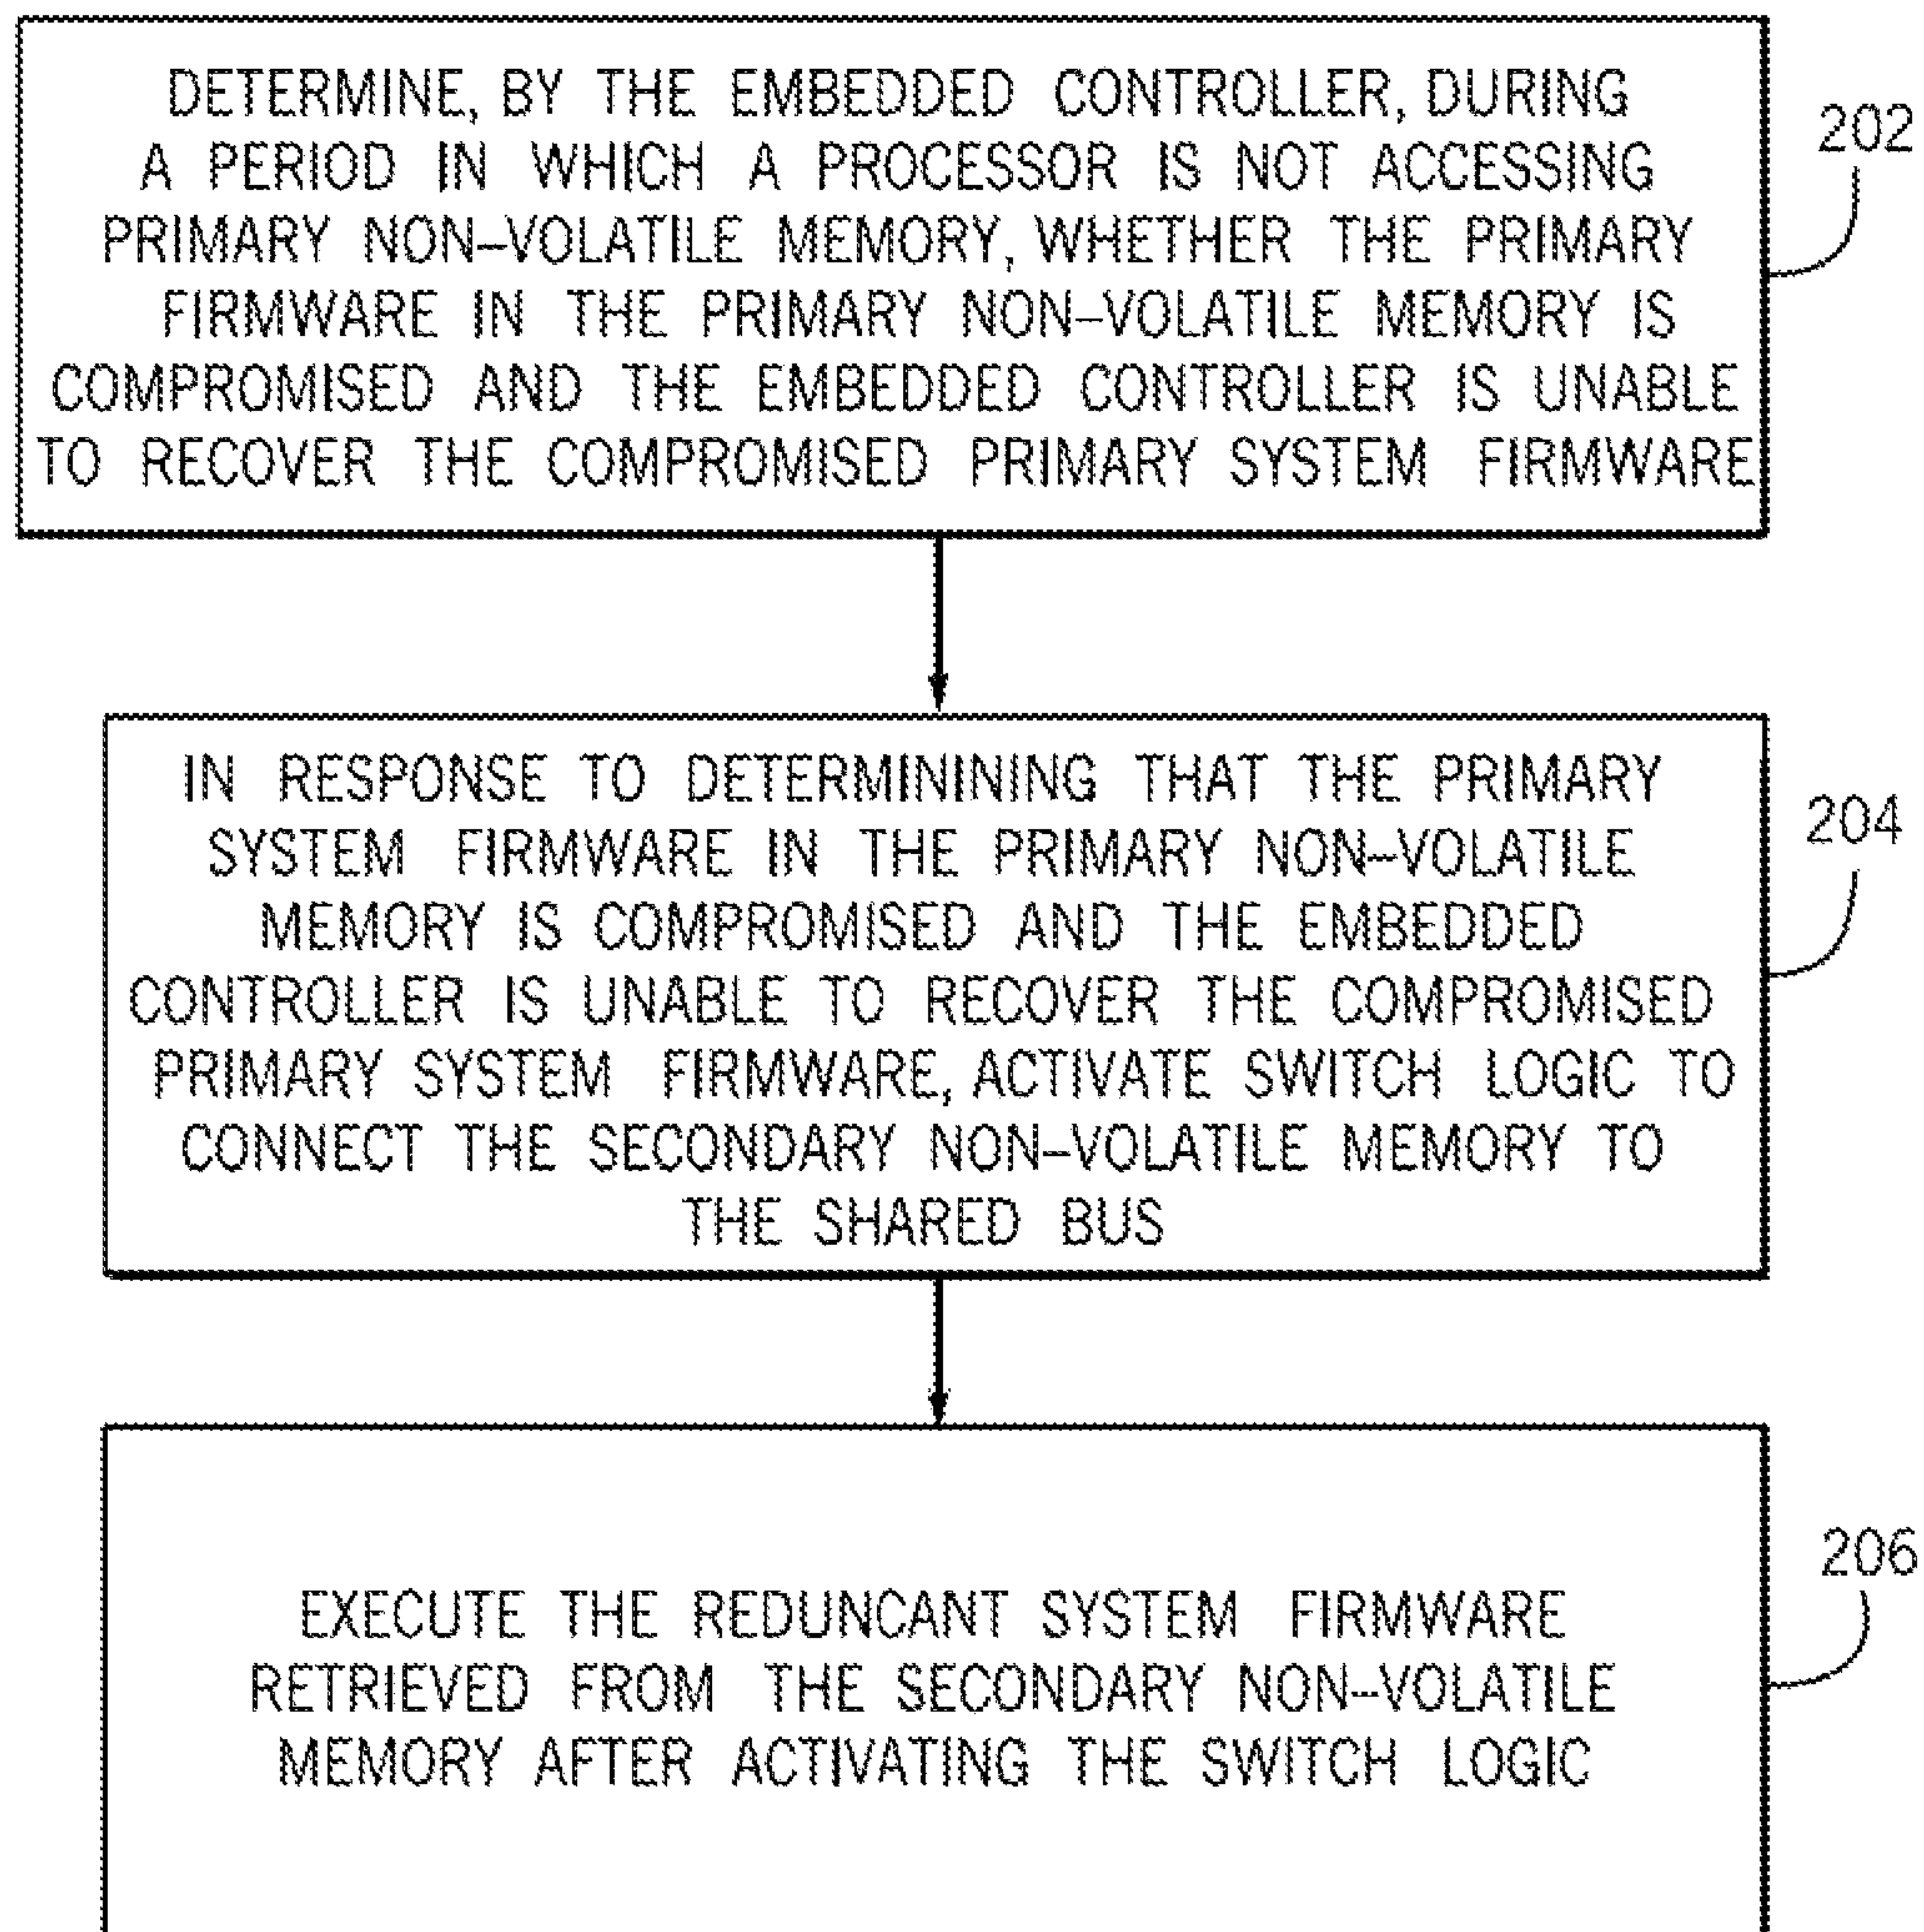 DETERMINE, BY THE EMBEDDED CONTROLLER, DURING
A PERIOD IN WHICH A PROCESSOR IS NOT ACCESSING
PRIMARY NON-VOLATILE MEMORY, WHETHER THE PRIMARY
FIRMWARE IN THE PRIMARY NON-VOLATILE MEMORY IS
COMPROMISED AND THE EMBEDDED CONTROLLER IS UNABLE
TO RECOVER THE COMPROMISED PRIMARY SYSTEM FIRMWARE
202
IN RESPONSE TO DETERMINING THAT THE PRIMARY
SYSTEM FIRMWARE IN THE PRIMARY NON-VOLATILE
MEMORY IS COMPROMISED AND THE EMBEDDED
CONTROLLER IS UNABLE TO RECOVER THE COMPROMISED
PRIMARY SYSTEM FIRMWARE, ACTIVATE SWITCH LOGIC TO
CONNECT THE SECONDARY NON-VOLATILE MEMORY TO
THE SHARED BUS
204
EXECUTE THE REDUNCANT SYSTEM FIRMWARE
RETRIEVED FROM THE SECONDARY NON-VOLATILE
MEMORY AFTER ACTIVATING THE SWITCH LOGIC
206